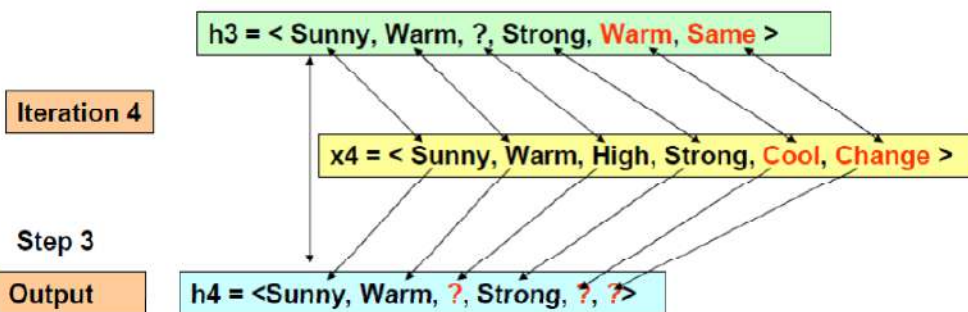 h3 = < Sunny, Warm, ?, Strong, Warm, Same >
Iteration 4
x4 = < Sunny, Warm, High, Strong, Cool, Change >
Step 3
Output
h4 = <Sunny, Warm, ?, Strong, ?, ?>